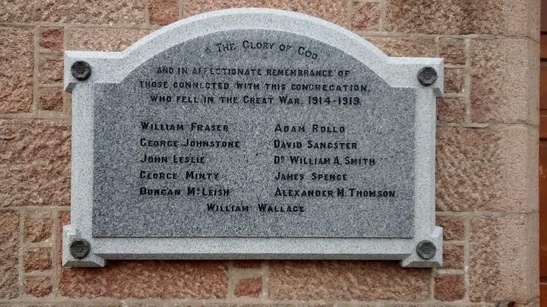 To The Glory of God
and in affectionate remembrance of
those connected with this congregation,
who fell in the Great War, 1914-1919.
William Fraser Adam Rollo
George Johnstone David Sangster
John Leslie Dr William A. Smith
George Minty James Spence
Duncan McLeish Alexander M. Thomson
William Wallace